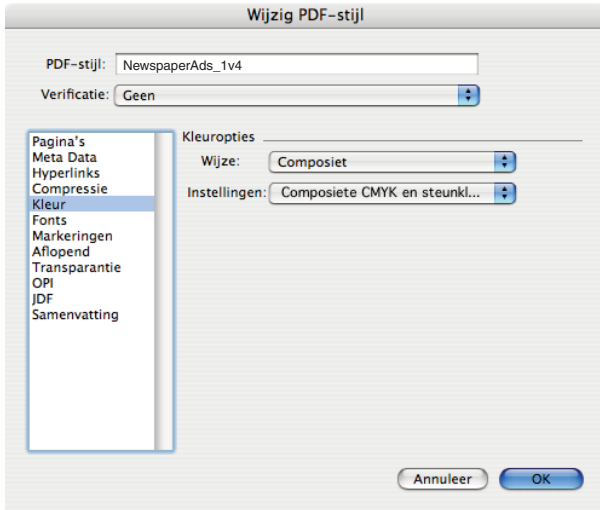 Wijzig PDF-stijl
PDF-stijl: NewspaperAds_1v4
Verificatie: Geen
Pagina's
Meta Data
Hyperlinks
Compressie
Kleur
Fonts
Markeringen
Aflopend
Transparantie
OPI
JDF
Samenvatting
Kleuropties
Wijze: Composiet
Instellingen: Composiete CMYK en steunkl...
Annuleer OK